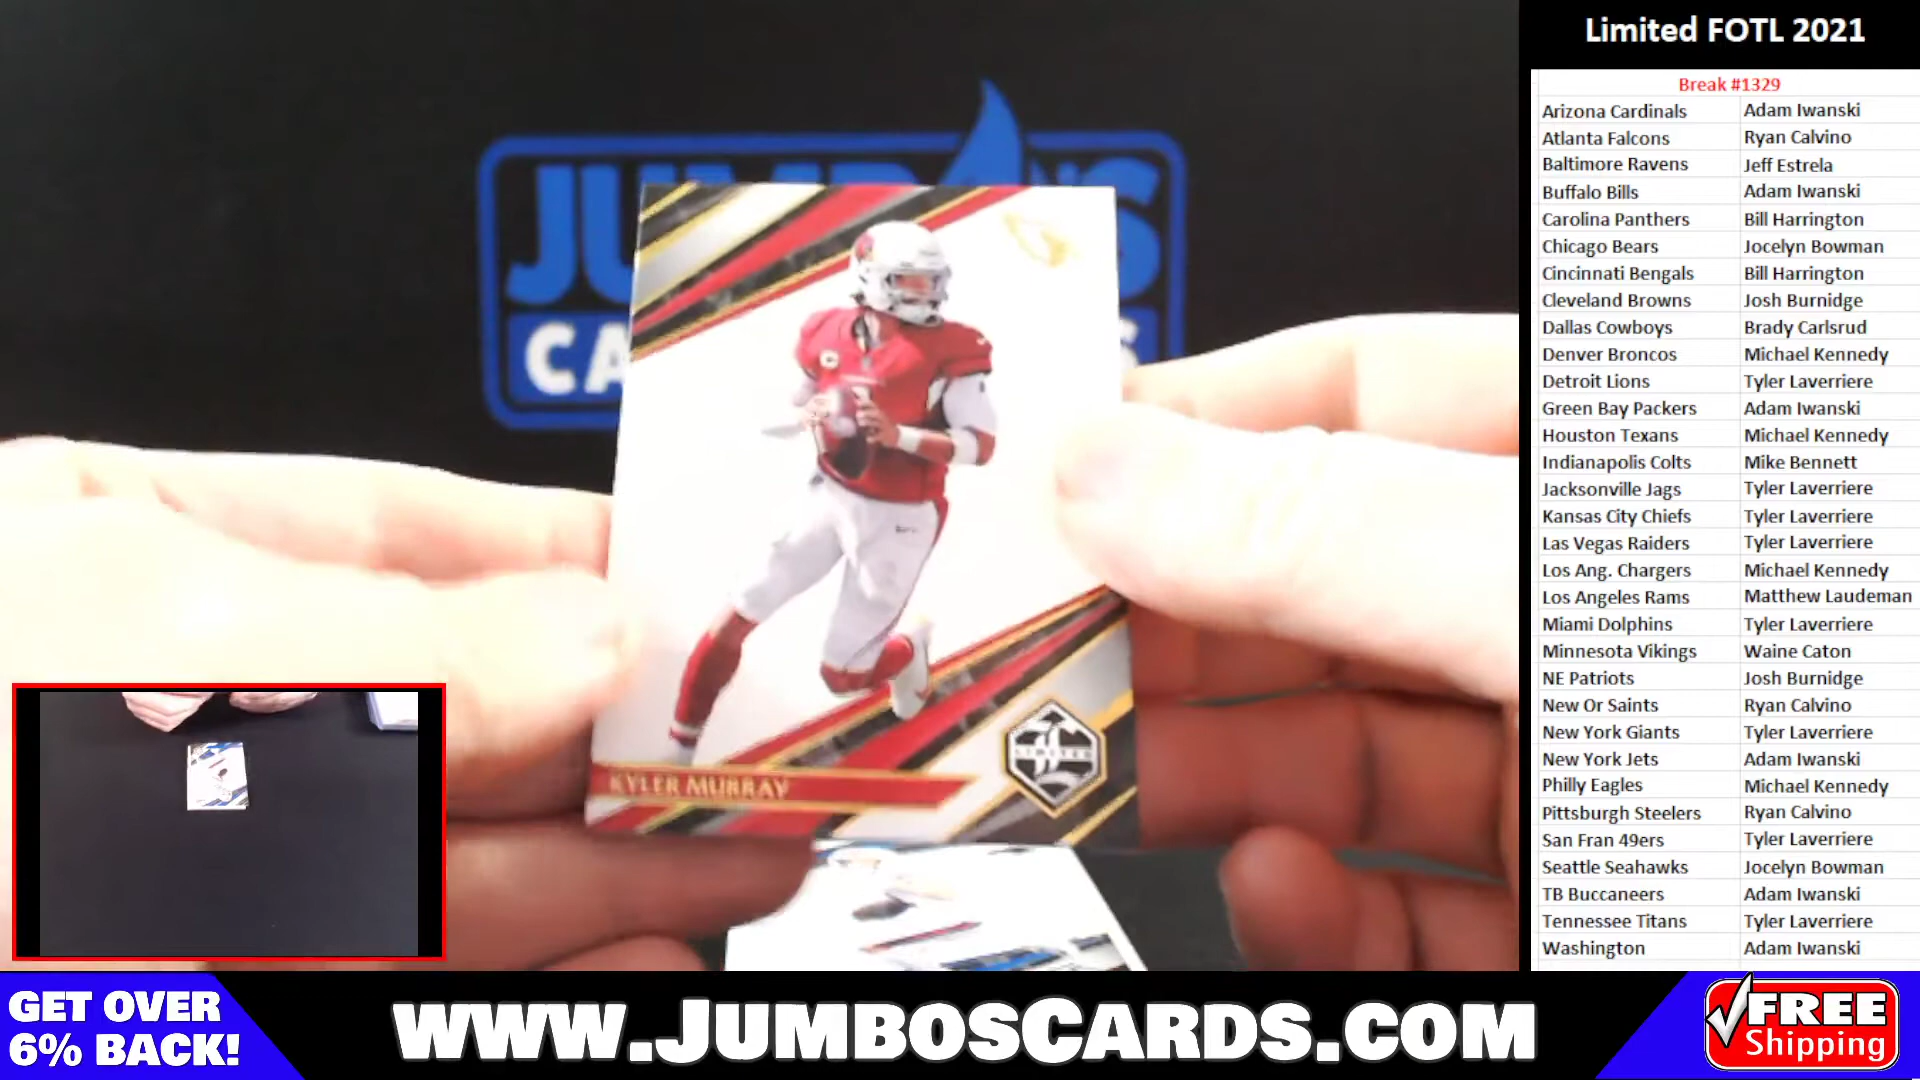 Limited FOTL 2021
Break #1329
Arizona Cardinals Adam Iwanski
Atlanta Falcons Ryan Calvino
Baltimore Ravens Jeff Estrela
Buffalo Bills Adam Iwanski
Carolina Panthers Bill Harrington
Chicago Bears Jocelyn Bowman
Cincinnati Bengals Bill Harrington
Cleveland Browns Josh Burnidge
Dallas Cowboys Brady Carlsrud
Denver Broncos Michael Kennedy
Detroit Lions Tyler Laverriere
Green Bay Packers Adam Iwanski
Houston Texans Michael Kennedy
Indianapolis Colts Mike Bennett
Jacksonville Jags Tyler Laverriere
Kansas City Chiefs Tyler Laverriere
Las Vegas Raiders Tyler Laverriere
Los Ang. Chargers Michael Kennedy
Los Angeles Rams Matthew Laudeman
Miami Dolphins Tyler Laverriere
Minnesota Vikings Waine Caton
NE Patriots Josh Burnidge
New Or Saints Ryan Calvino
New York Giants Tyler Laverriere
New York Jets Adam Iwanski
Philly Eagles Michael Kennedy
Pittsburgh Steelers Ryan Calvino
San Fran 49ers Tyler Laverriere
Seattle Seahawks Jocelyn Bowman
TB Buccaneers Adam Iwanski
Tennessee Titans Tyler Laverriere
Washington Adam Iwanski
KYLER MURRAY
LIMITED
GET OVER
6% BACK!
WWW.JUMBOSCARDS.COM
FREE
Shipping